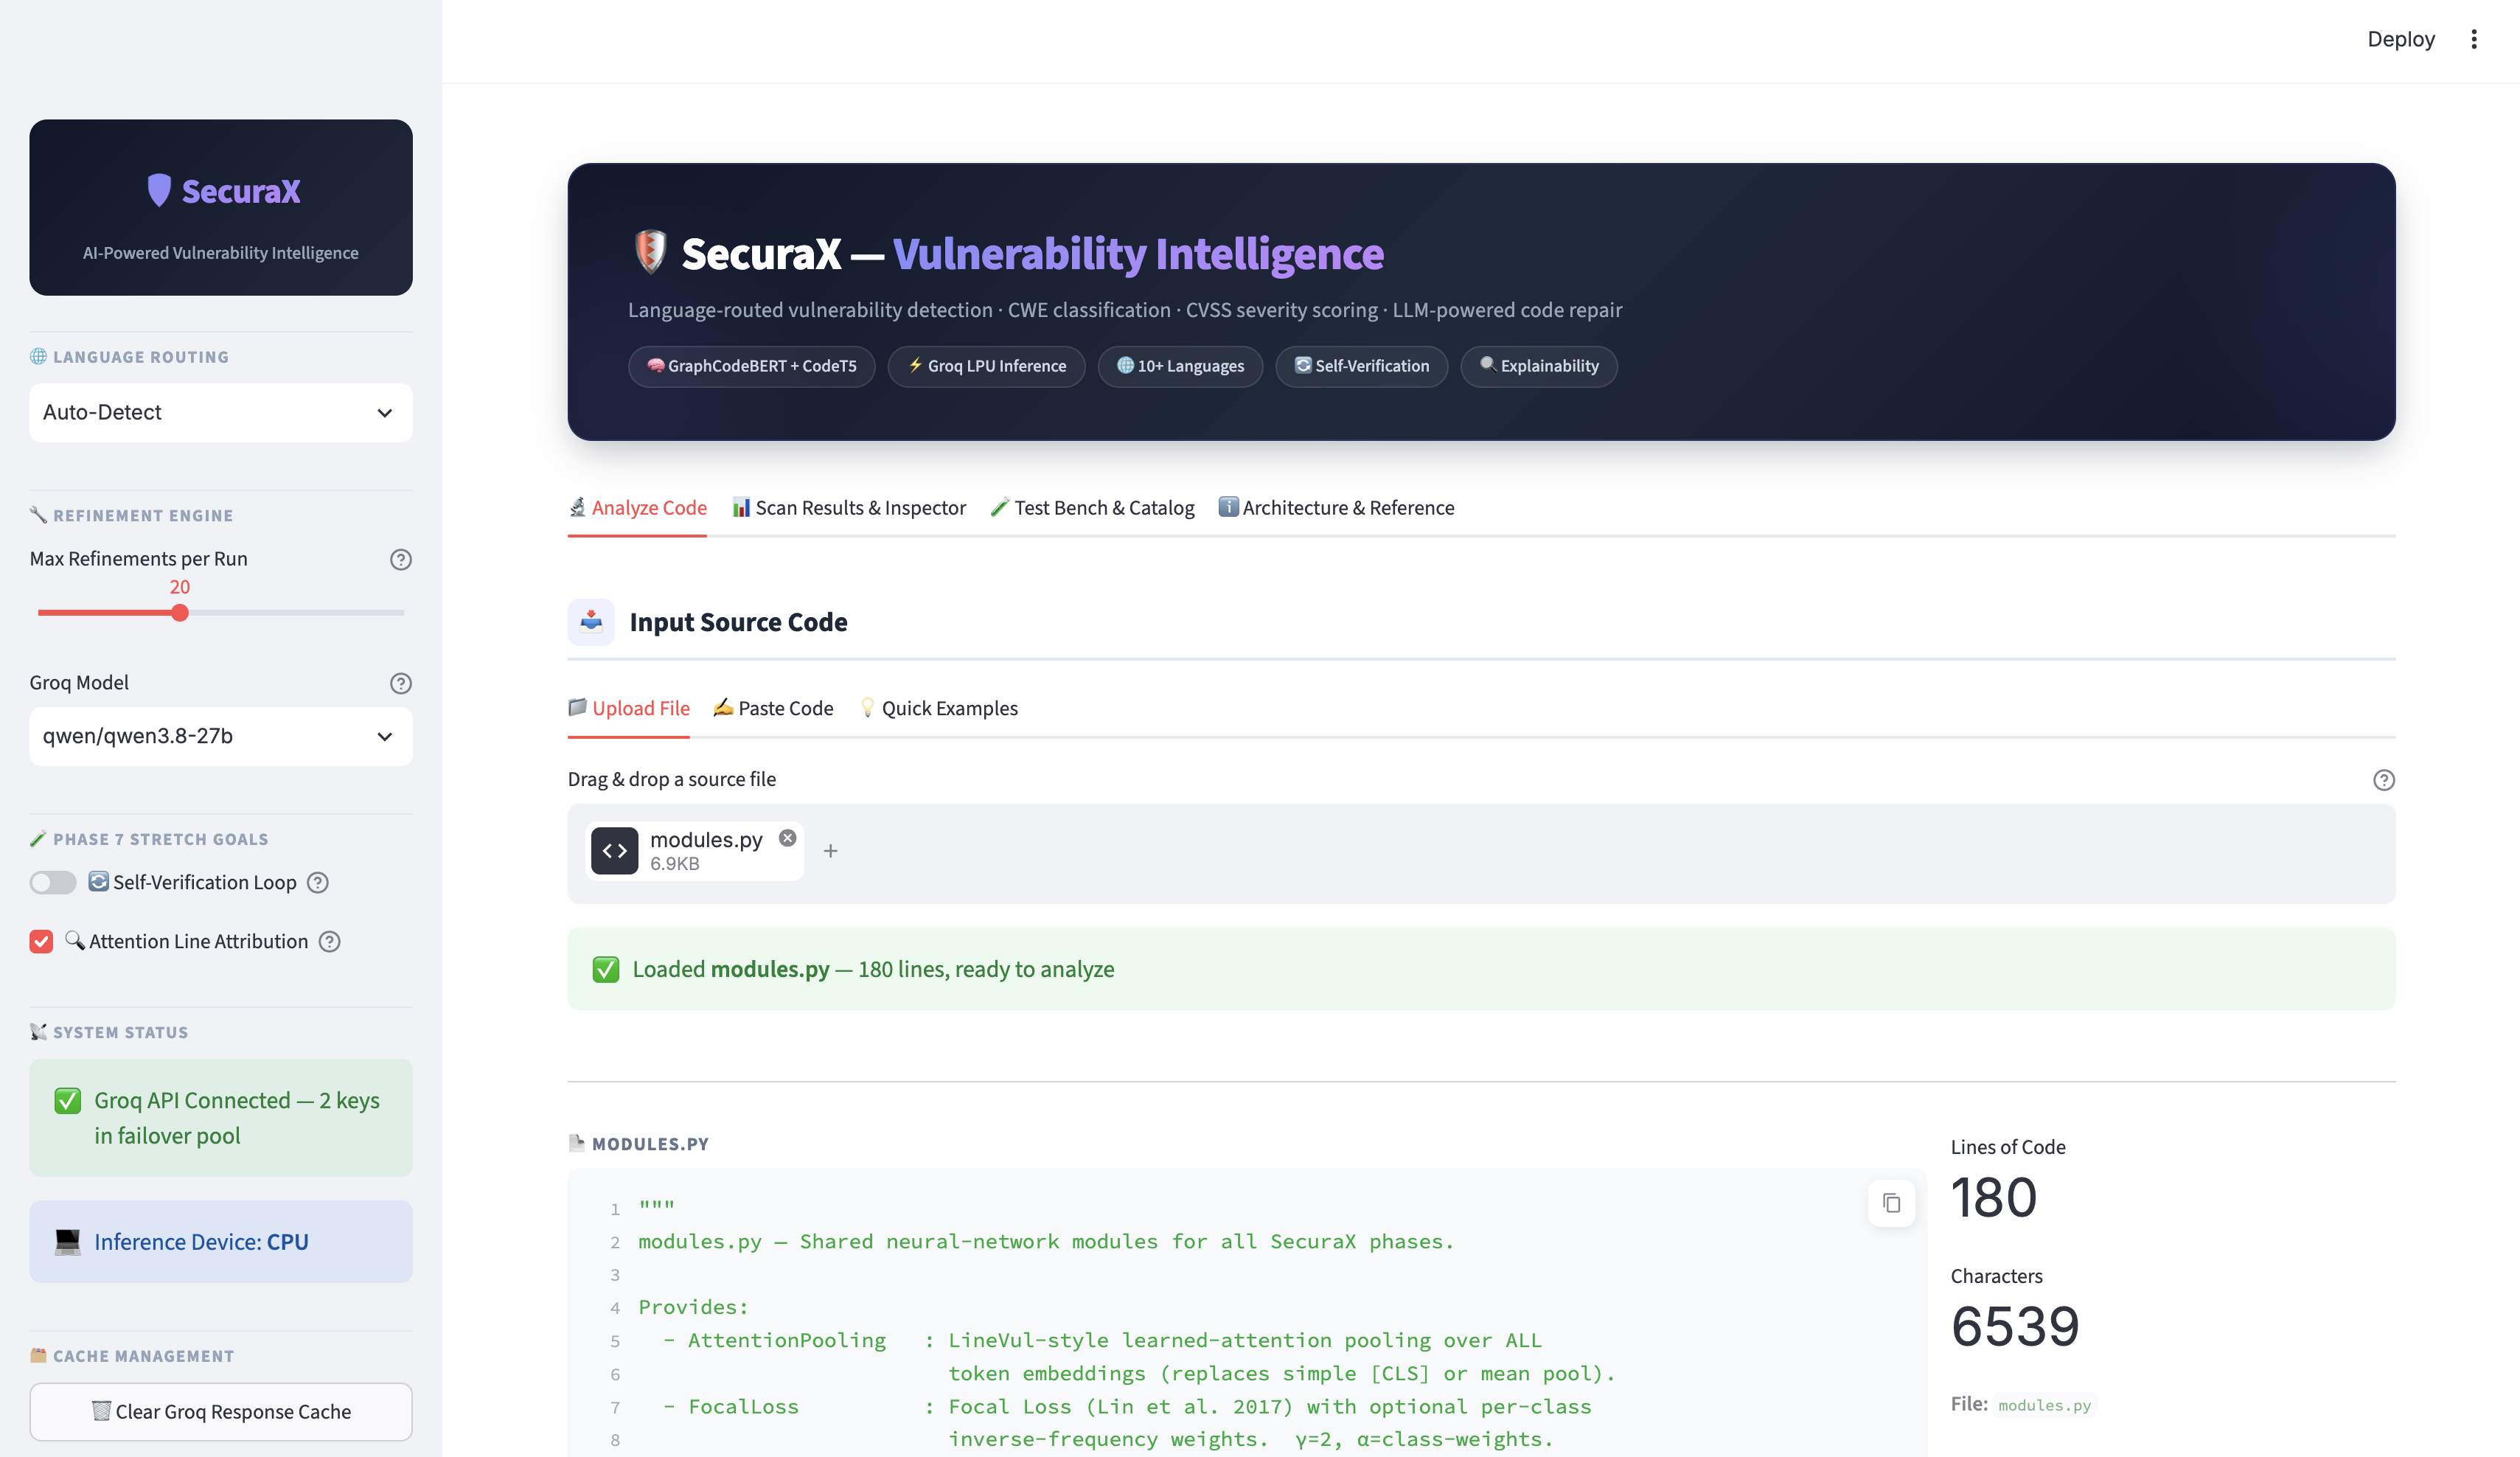 Deploy
SecuraX
AI-Powered Vulnerability Intelligence
LANGUAGE ROUTING
Auto-Detect
REFINEMENT ENGINE
Max Refinements per Run
20
Groq Model
qwen/qwen3.8-27b
PHASE 7 STRETCH GOALS
Self-Verification Loop
Attention Line Attribution
SYSTEM STATUS
Groq API Connected — 2 keys
in failover pool
Inference Device: CPU
CACHE MANAGEMENT
Clear Groq Response Cache
SecuraX — Vulnerability Intelligence
Language-routed vulnerability detection · CWE classification · CVSS severity scoring · LLM-powered code repair
GraphCodeBERT + CodeT5 Groq LPU Inference 10+ Languages Self-Verification Explainability
Analyze Code Scan Results & Inspector Test Bench & Catalog Architecture & Reference
Input Source Code
Upload File Paste Code Quick Examples
Drag & drop a source file
modules.py
6.9KB
Loaded modules.py — 180 lines, ready to analyze
MODULES.PY
1 """
2 modules.py — Shared neural-network modules for all SecuraX phases.
3
4 Provides:
5 - AttentionPooling : LineVul-style learned-attention pooling over ALL
6 token embeddings (replaces simple [CLS] or mean pool).
7 - FocalLoss : Focal Loss (Lin et al. 2017) with optional per-class
8 inverse-frequency weights. γ=2, α=class-weights.
Lines of Code
180
Characters
6539
File: modules.py